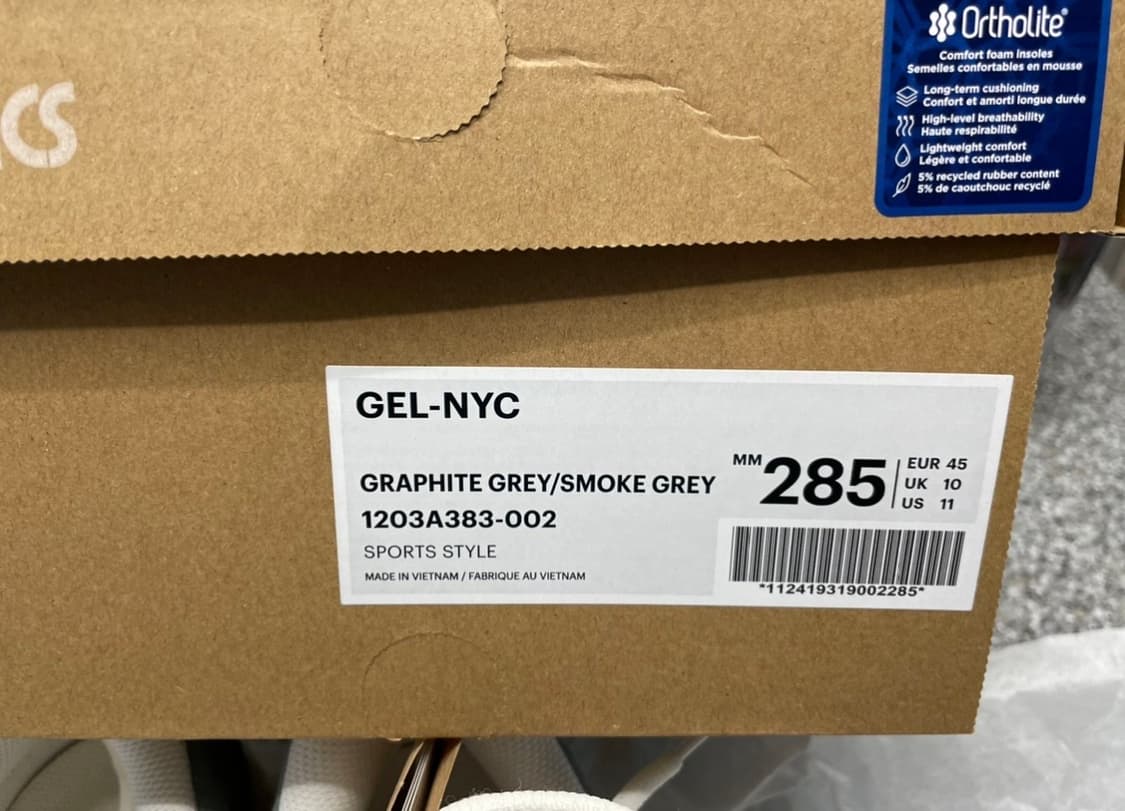 CS
Ortholite®
Comfort foam insoles
Semelles confortables en mousse
Long-term cushioning
Confort et amorti longue durée
High-level breathability
Haute respirabilité
Lightweight comfort
Légère et confortable
5% recycled rubber content
5% de caoutchouc recyclé
GEL-NYC
GRAPHITE GREY/SMOKE GREY
1203A383-002
SPORTS STYLE
MADE IN VIETNAM / FABRIQUE AU VIETNAM
MM 285
EUR 45
UK 10
US 11
*112419319002285*